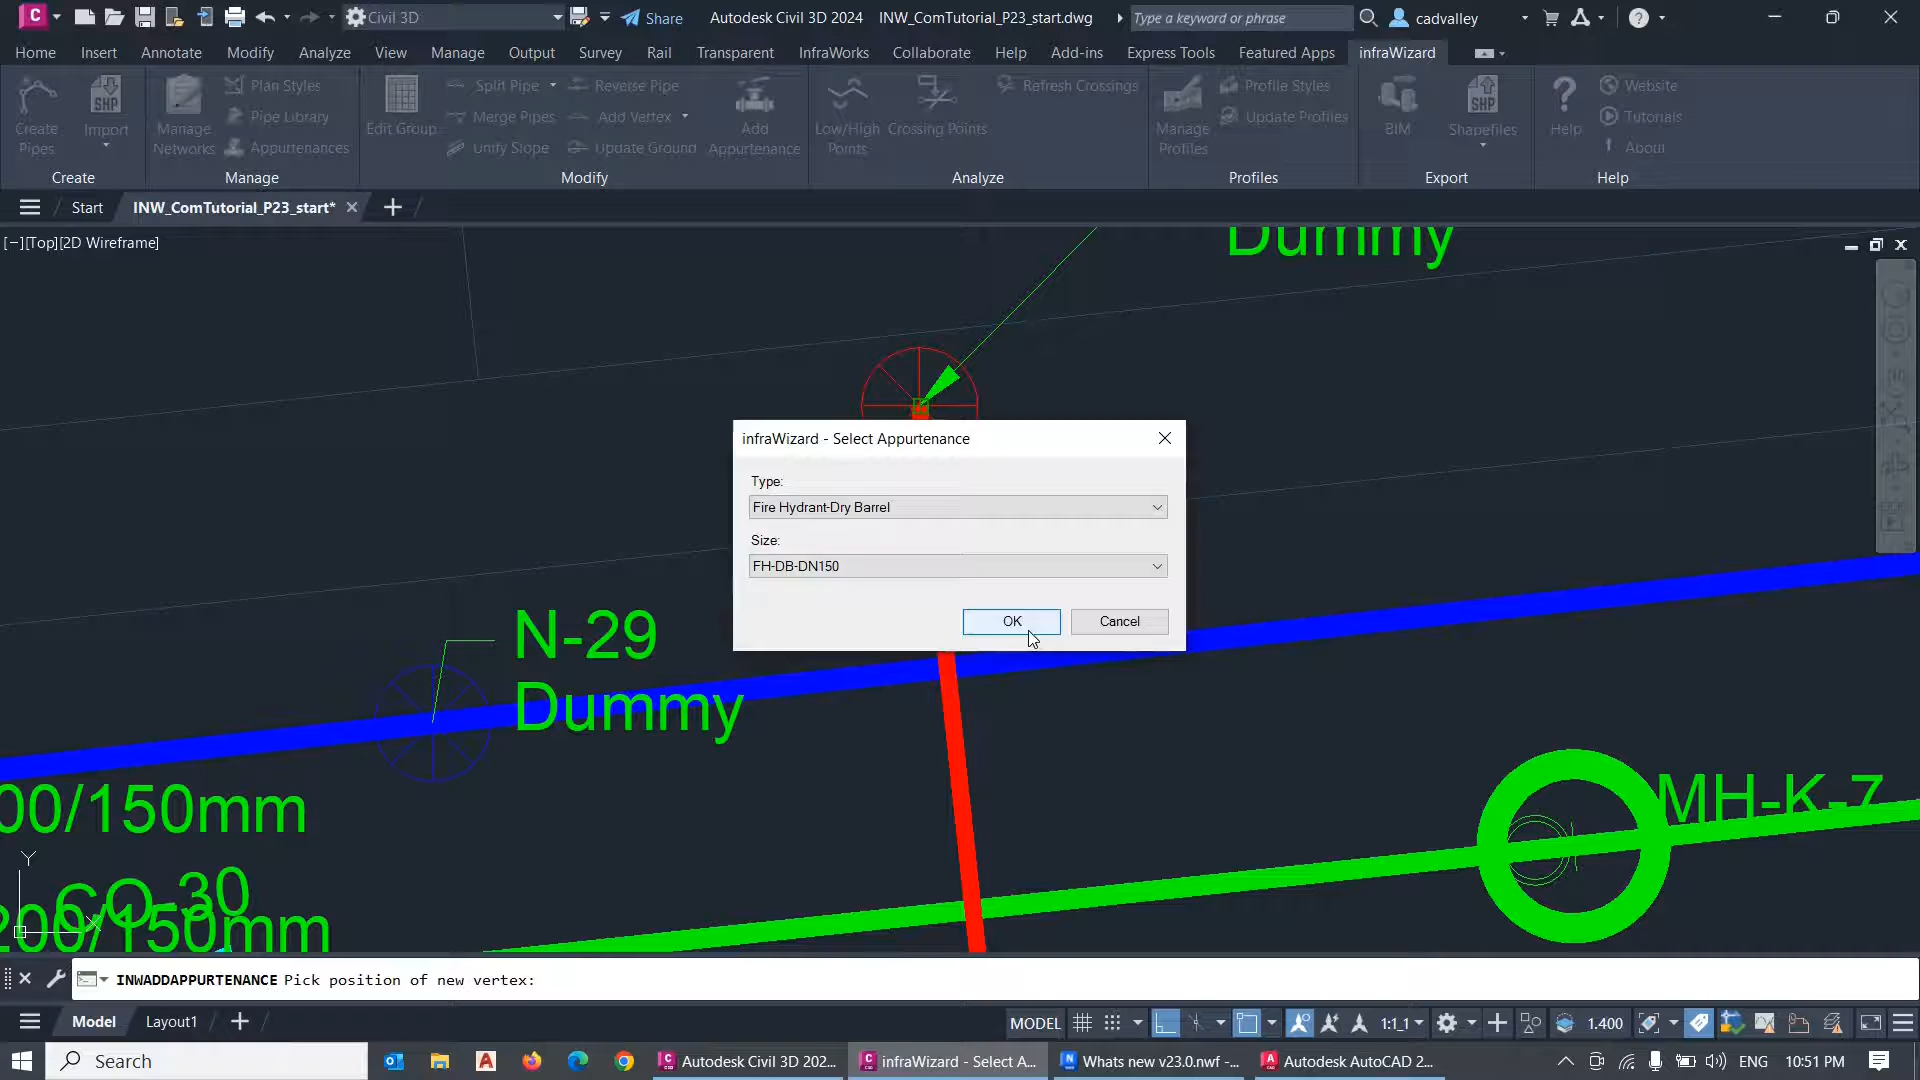 C
Civil 3D
Share
Autodesk Civil 3D 2024 INW_ComTutorial_P23_start.dwg
Type a keyword or phrase
cadvalley
Home Insert Annotate Modify Analyze View Manage Output Survey Rail Transparent InfraWorks Collaborate Help Add-ins Express Tools Featured Apps infraWizard
Create Pipes
Import
Manage Networks
Plan Styles
Pipe Library
Appurtenances
Edit Group
Split Pipe
Merge Pipes
Unify Slope
Reverse Pipe
Add Vertex
Update Ground
Add Appurtenance
Low/High Points
Crossing Points
Refresh Crossings
Manage Profiles
Profile Styles
Update Profiles
BIM
SHP
Shapefiles
Help
Website
Tutorials
About
Create Manage Modify Analyze Profiles Export Help
Start INW_ComTutorial_P23_start*
[−][Top][2D Wireframe]
Dummy
infraWizard - Select Appurtenance
Type:
Fire Hydrant-Dry Barrel
Size:
FH-DB-DN150
OK Cancel
N-29
Dummy
00/150mm
MH-K-7
CO-30
200/150mm
Y
X
INWADDAPPURTENANCE Pick position of new vertex:
Model Layout1
MODEL 1:1_1 1.400
Search
Autodesk Civil 3D 202...
infraWizard - Select A...
Whats new v23.0.nwf -...
Autodesk AutoCAD 2...
ENG 10:51 PM